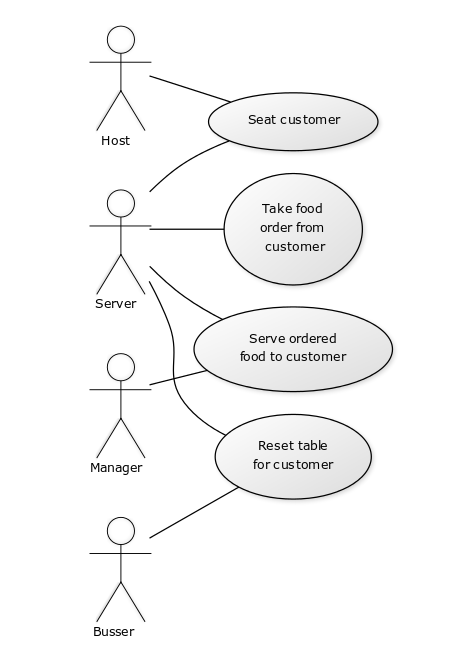 Host
Seat customer
Take food
order from
customer
Server
Serve ordered
food to customer
Manager
Reset table
for customer
Busser